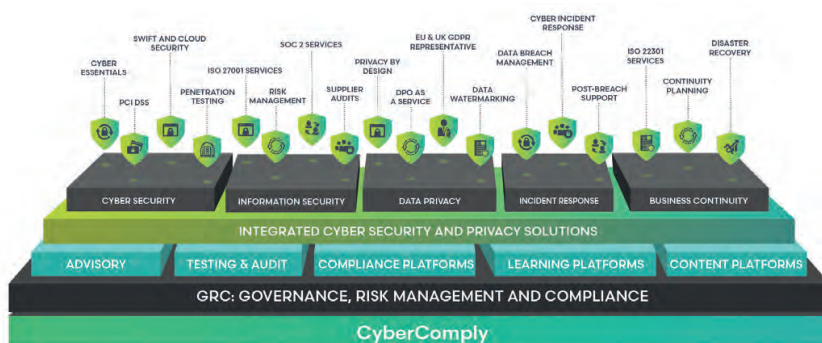 CYBER
ESSENTIALS
PCI DSS
SWIFT AND CLOUD
SECURITY
PENETRATION
TESTING
ISO 27001 SERVICES
RISK
MANAGEMENT
SOC 2 SERVICES
SUPPLIER
AUDITS
PRIVACY BY
DESIGN
DPO AS
A SERVICE
EU & UK GDPR
REPRESENTATIVE
DATA
WATERMARKING
DATA BREACH
MANAGEMENT
CYBER INCIDENT
RESPONSE
POST-BREACH
SUPPORT
ISO 22301
SERVICES
CONTINUITY
PLANNING
DISASTER
RECOVERY
CYBER SECURITY
INFORMATION SECURITY
DATA PRIVACY
INCIDENT RESPONSE
BUSINESS CONTINUITY
INTEGRATED CYBER SECURITY AND PRIVACY SOLUTIONS
ADVISORY
TESTING & AUDIT
COMPLIANCE PLATFORMS
LEARNING PLATFORMS
CONTENT PLATFORMS
GRC: GOVERNANCE, RISK MANAGEMENT AND COMPLIANCE
CyberComply